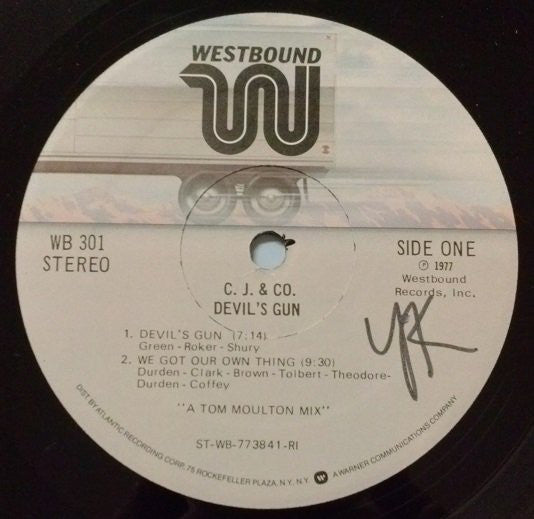 WESTBOUND
WB 301
STEREO
SIDE ONE
℗ 1977
Westbound
Records, Inc.
C. J. & CO.
DEVIL'S GUN
1. DEVIL'S GUN (7:14)
Green - Roker - Shury
2. WE GOT OUR OWN THING (9:30)
Durden - Clark - Brown - Tolbert - Theodore-
Durden - Coffey
"A TOM MOULTON MIX"
ST-WB-773841-RI
DIST. BY ATLANTIC RECORDING CORP. 75 ROCKEFELLER PLAZA, N.Y. N.Y. A WARNER COMMUNICATIONS COMPANY